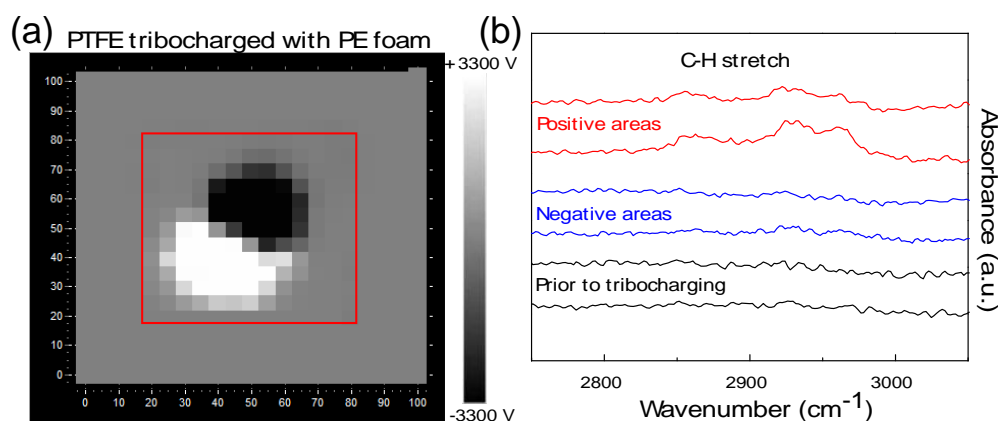 (a) PTFE tribocharged with PE foam
+3300 V
100
90
80
70
60
50
40
30
20
10
0
0 10 20 30 40 50 60 70 80 90 100
-3300 V
(b)
C-H stretch
Positive areas
Negative areas
Prior to tribocharging
Absorbance (a.u.)
2800 2900 3000
Wavenumber (cm⁻¹)